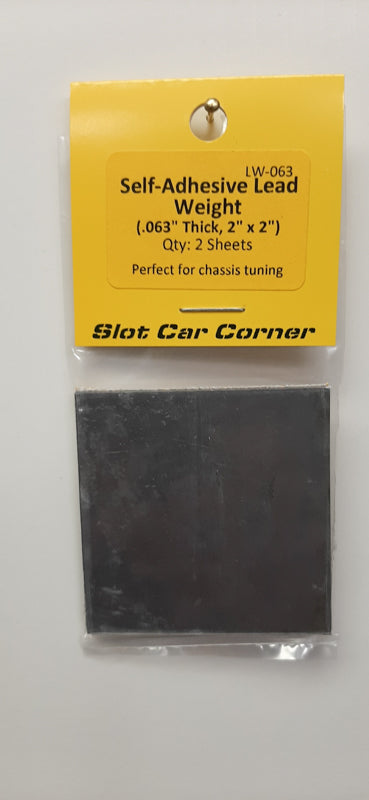 LW-063
Self-Adhesive Lead
Weight
(.063" Thick, 2" x 2")
Qty: 2 Sheets
Perfect for chassis tuning
Slot Car Corner